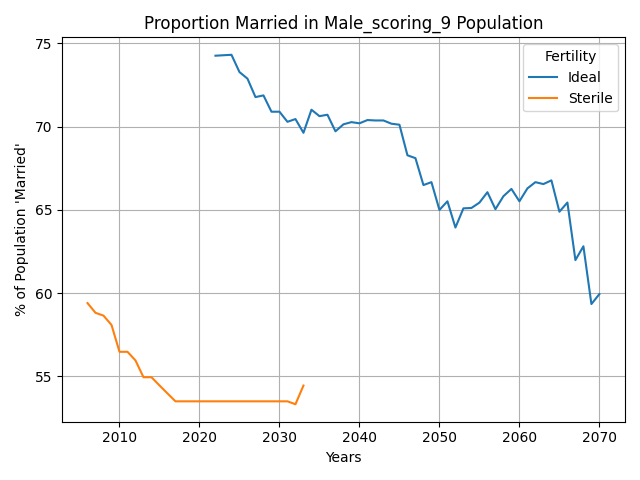 Proportion Married in Male_scoring_9 Population
Fertility
Ideal
Sterile
% of Population 'Married'
75
70
65
60
55
2010
2020
2030
2040
2050
2060
2070
Years